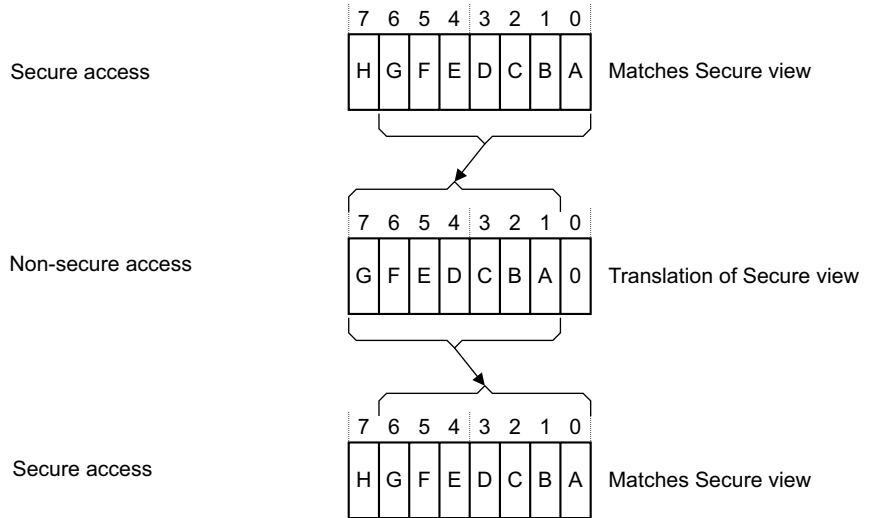 7 6 5 4 3 2 1 0
Secure access H G F E D C B A Matches Secure view
7 6 5 4 3 2 1 0
Non-secure access G F E D C B A 0 Translation of Secure view
7 6 5 4 3 2 1 0
Secure access H G F E D C B A Matches Secure view